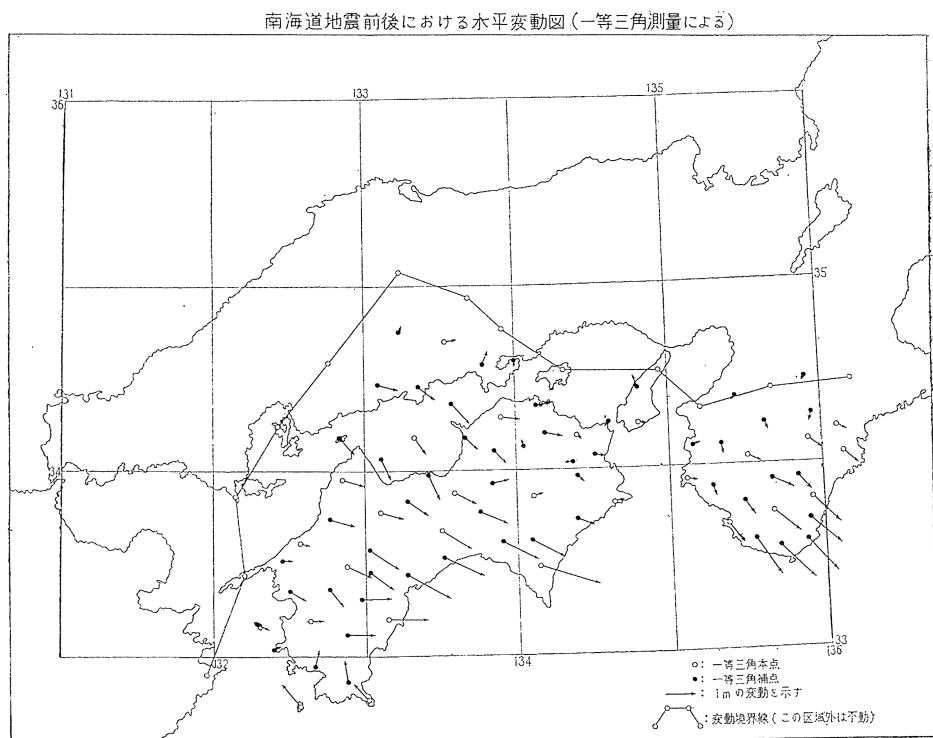 南海道地震前後における水平変動図(一等三角測量による)
131
133
135
36
35
34
33
132
134
136
○: 一等三角本点
●: 一等三角補点
→: 1mの変動を示す
: 変動境界線(この区域外は不動)